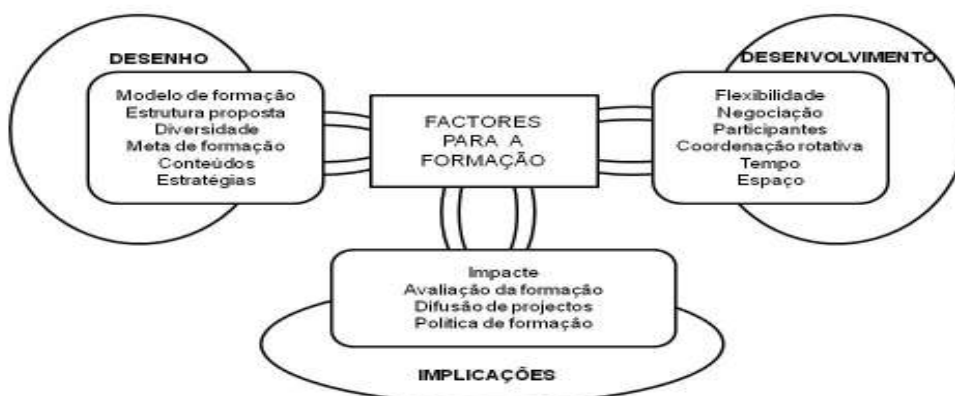 DESENHO
Modelo de formação
Estrutura proposta
Diversidade
Meta de formação
Conteúdos
Estratégias
FACTORES
PARA A
FORMAÇÃO
DESENVOLVIMENTO
Flexibilidade
Negociação
Participantes
Coordenação rotativa
Tempo
Espaço
Impacte
Avaliação da formação
Difusão de projectos
Política de formação
IMPLICAÇÕES